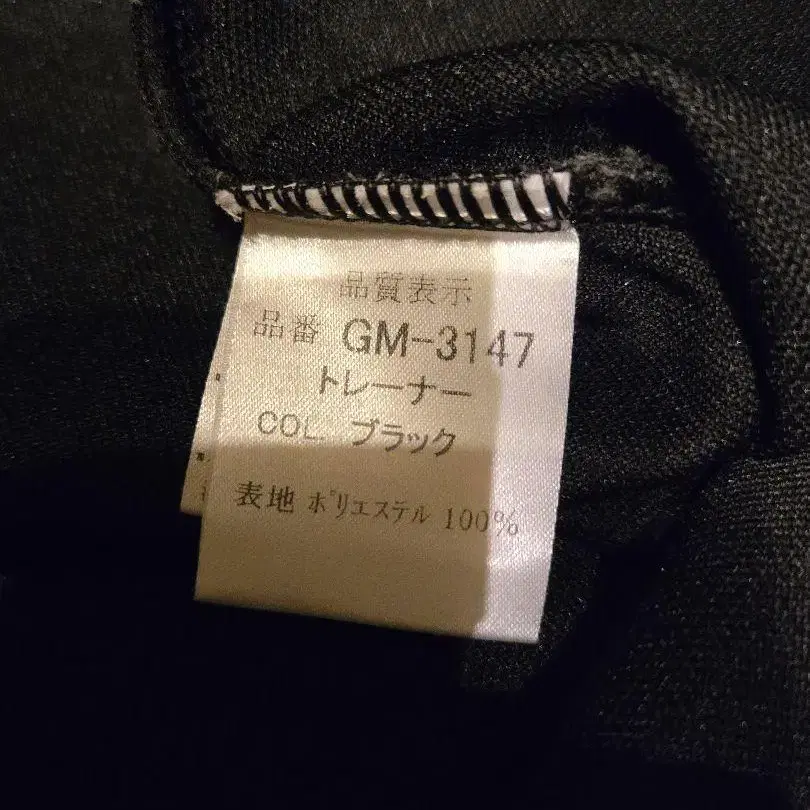 品質表示
品番 GM-3147
トレーナー
COL ブラック
表地 ポリエステル 100%